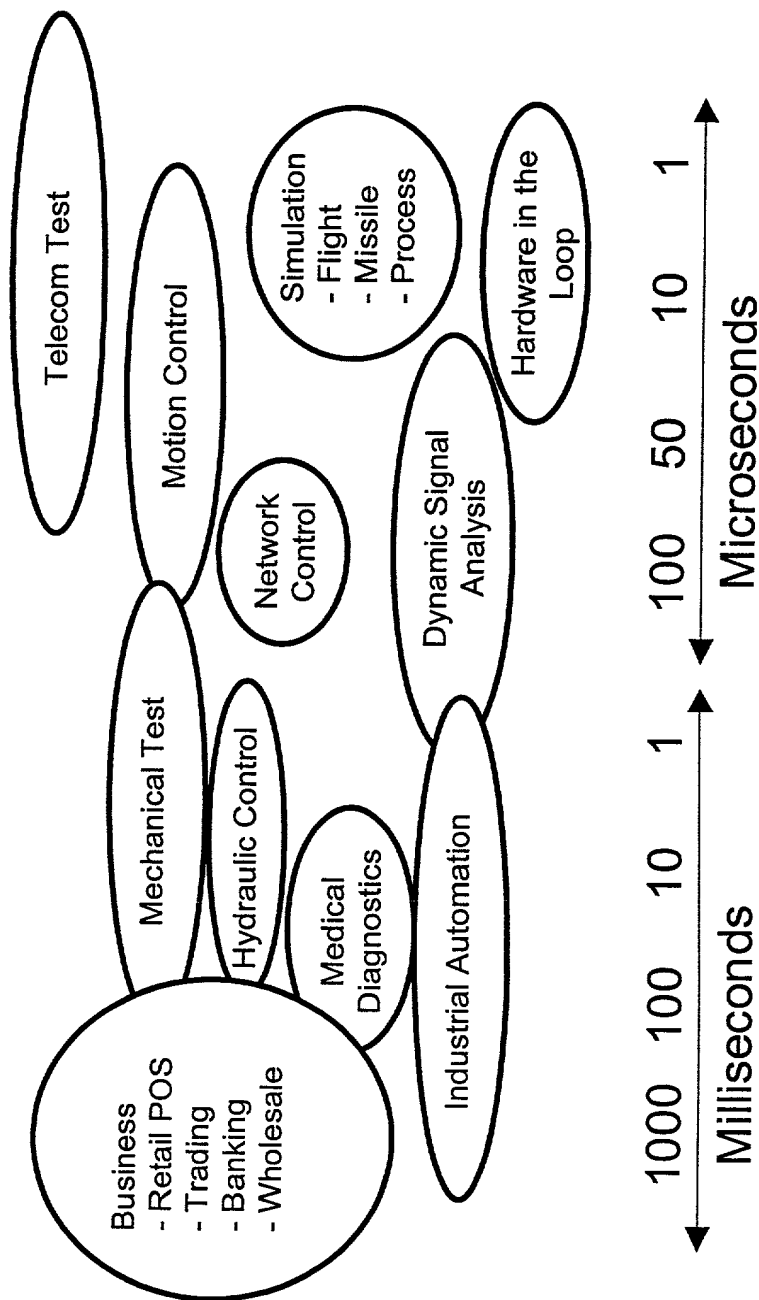 Telecom Test
Motion Control
Mechanical Test
Network
Control
Hydraulic Control
Simulation
- Flight
- Missile
- Process
Business
- Retail POS
- Trading
- Banking
- Wholesale
Medical
Diagnostics
Dynamic Signal
Analysis
Industrial Automation
Hardware in the
Loop
1000 100 10 1 100 50 10 1
Milliseconds Microseconds